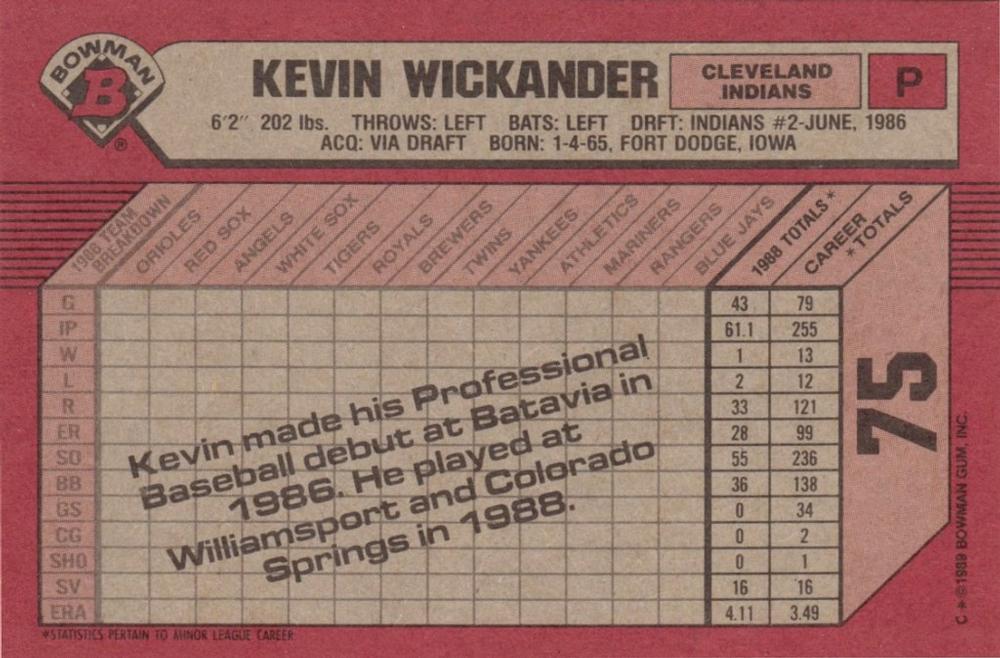 BOWMAN
B
®
KEVIN WICKANDER
CLEVELAND
INDIANS
P
6'2" 202 lbs. THROWS: LEFT BATS: LEFT DRFT: INDIANS #2-JUNE, 1986
ACQ: VIA DRAFT BORN: 1-4-65, FORT DODGE, IOWA
1988 TEAM
BREAKDOWN
ORIOLES
RED SOX
ANGELS
WHITE SOX
TIGERS
ROYALS
BREWERS
TWINS
YANKEES
ATHLETICS
MARINERS
RANGERS
BLUE JAYS
1988 TOTALS*
CAREER
*TOTALS
G 43 79
IP 61.1 255
W 1 13
L 2 12
R 33 121
ER 28 99
SO 55 236
BB 36 138
GS 0 34
CG 0 2
SHO 0 1
SV 16 16
ERA 4.11 3.49
Kevin made his Professional
Baseball debut at Batavia in
1986. He played at
Williamsport and Colorado
Springs in 1988.
75
C*©1989 BOWMAN GUM, INC.
*STATISTICS PERTAIN TO MINOR LEAGUE CAREER